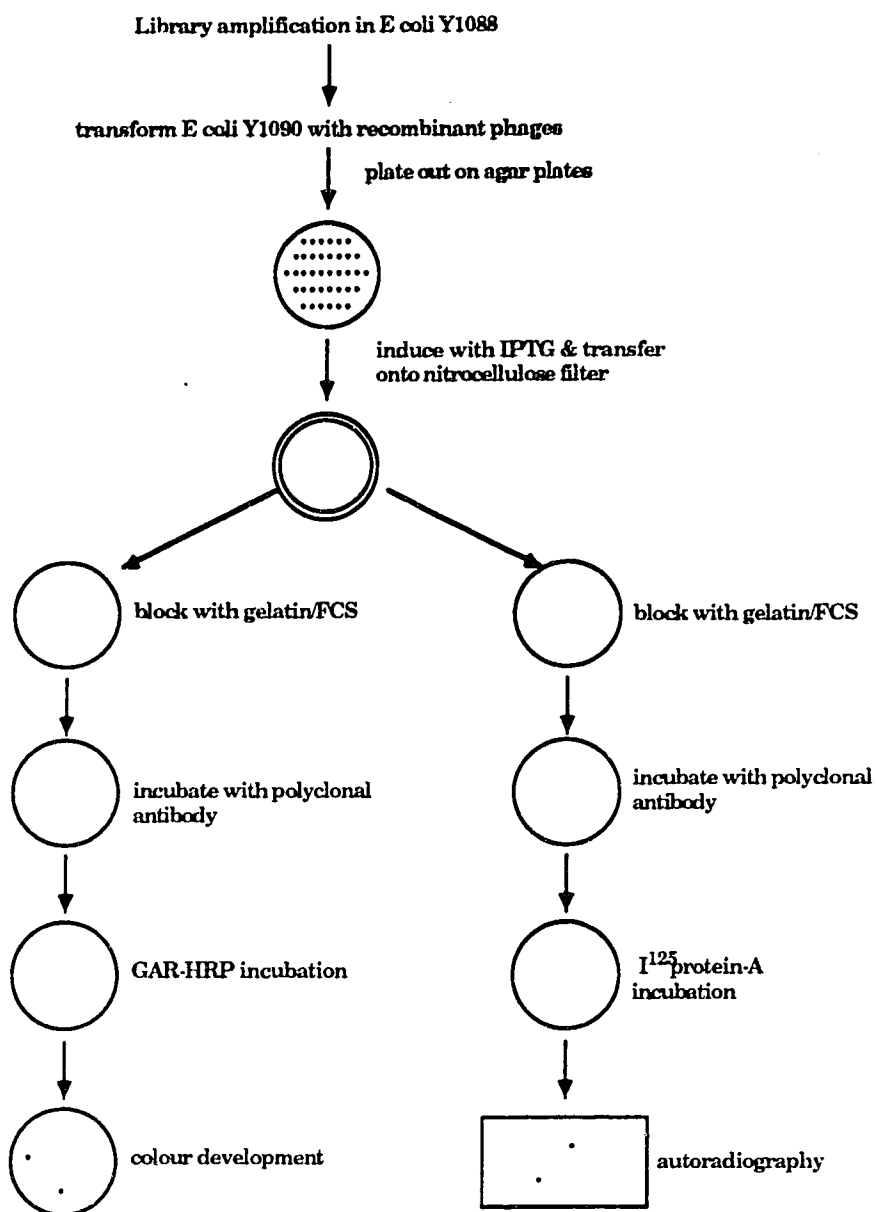 Library amplification in E coli Y1088
transform E coli Y1090 with recombinant phages
plate out on agar plates
induce with IPTG & transfer
onto nitrocellulose filter
block with gelatin/FCS
block with gelatin/FCS
incubate with polyclonal
antibody
incubate with polyclonal
antibody
GAR-HRP incubation
I125protein-A
incubation
colour development
autoradiography